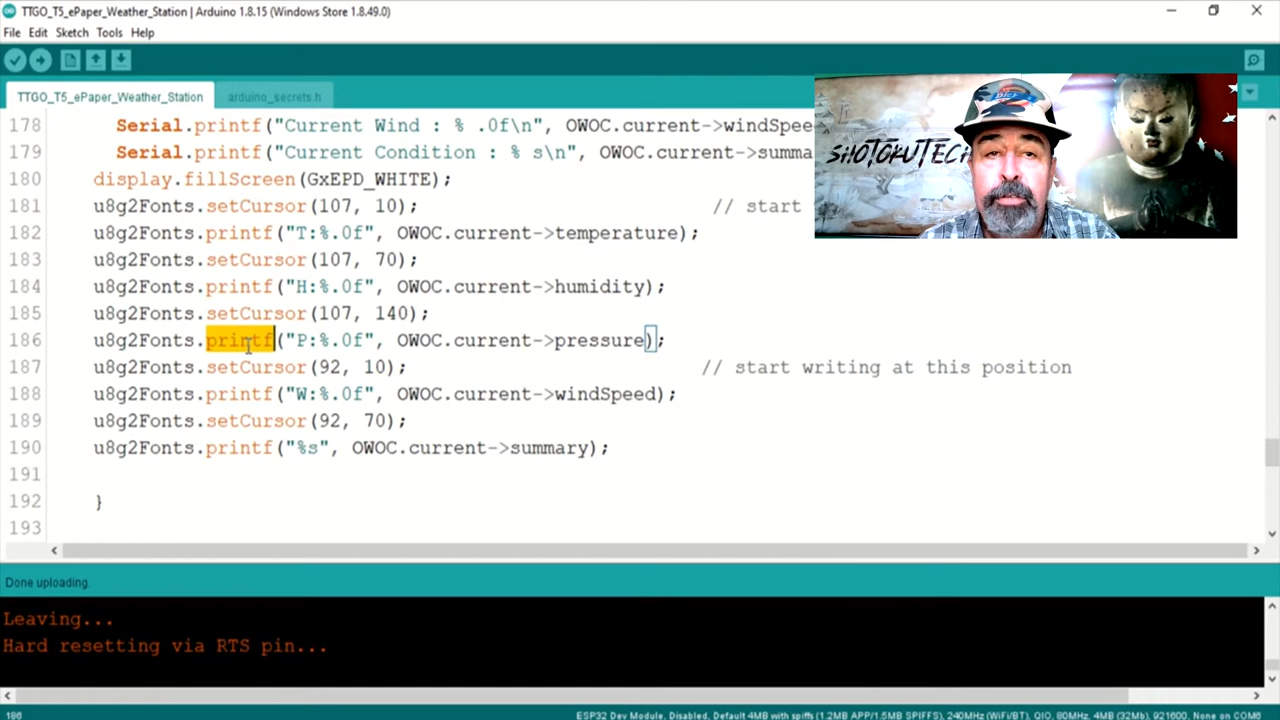 TTGO_T5_ePaper_Weather_Station | Arduino 1.8.15 (Windows Store 1.8.49.0)
File Edit Sketch Tools Help
TTGO_T5_ePaper_Weather_Station arduino_secrets.h
178 Serial.printf("Current Wind : % .0f\n", OWOC.current->windSpee
179 Serial.printf("Current Condition : % s\n", OWOC.current->summa
180 display.fillScreen(GxEPD_WHITE);
181 u8g2Fonts.setCursor(107, 10); // start
182 u8g2Fonts.printf("T:%.0f", OWOC.current->temperature);
183 u8g2Fonts.setCursor(107, 70);
184 u8g2Fonts.printf("H:%.0f", OWOC.current->humidity);
185 u8g2Fonts.setCursor(107, 140);
186 u8g2Fonts.printf("P:%.0f", OWOC.current->pressure);
187 u8g2Fonts.setCursor(92, 10); // start writing at this position
188 u8g2Fonts.printf("W:%.0f", OWOC.current->windSpeed);
189 u8g2Fonts.setCursor(92, 70);
190 u8g2Fonts.printf("%s", OWOC.current->summary);
191
192 }
193
SHOTOKUTECH
Done uploading.
Leaving...
Hard resetting via RTS pin...
186 ESP32 Dev Module, Disabled, Default 4MB with spiffs (1.2MB APP/1.5MB SPIFFS), 240MHz (WiFi/BT), QIO, 80MHz, 4MB (32Mb), 921600, None on COM6